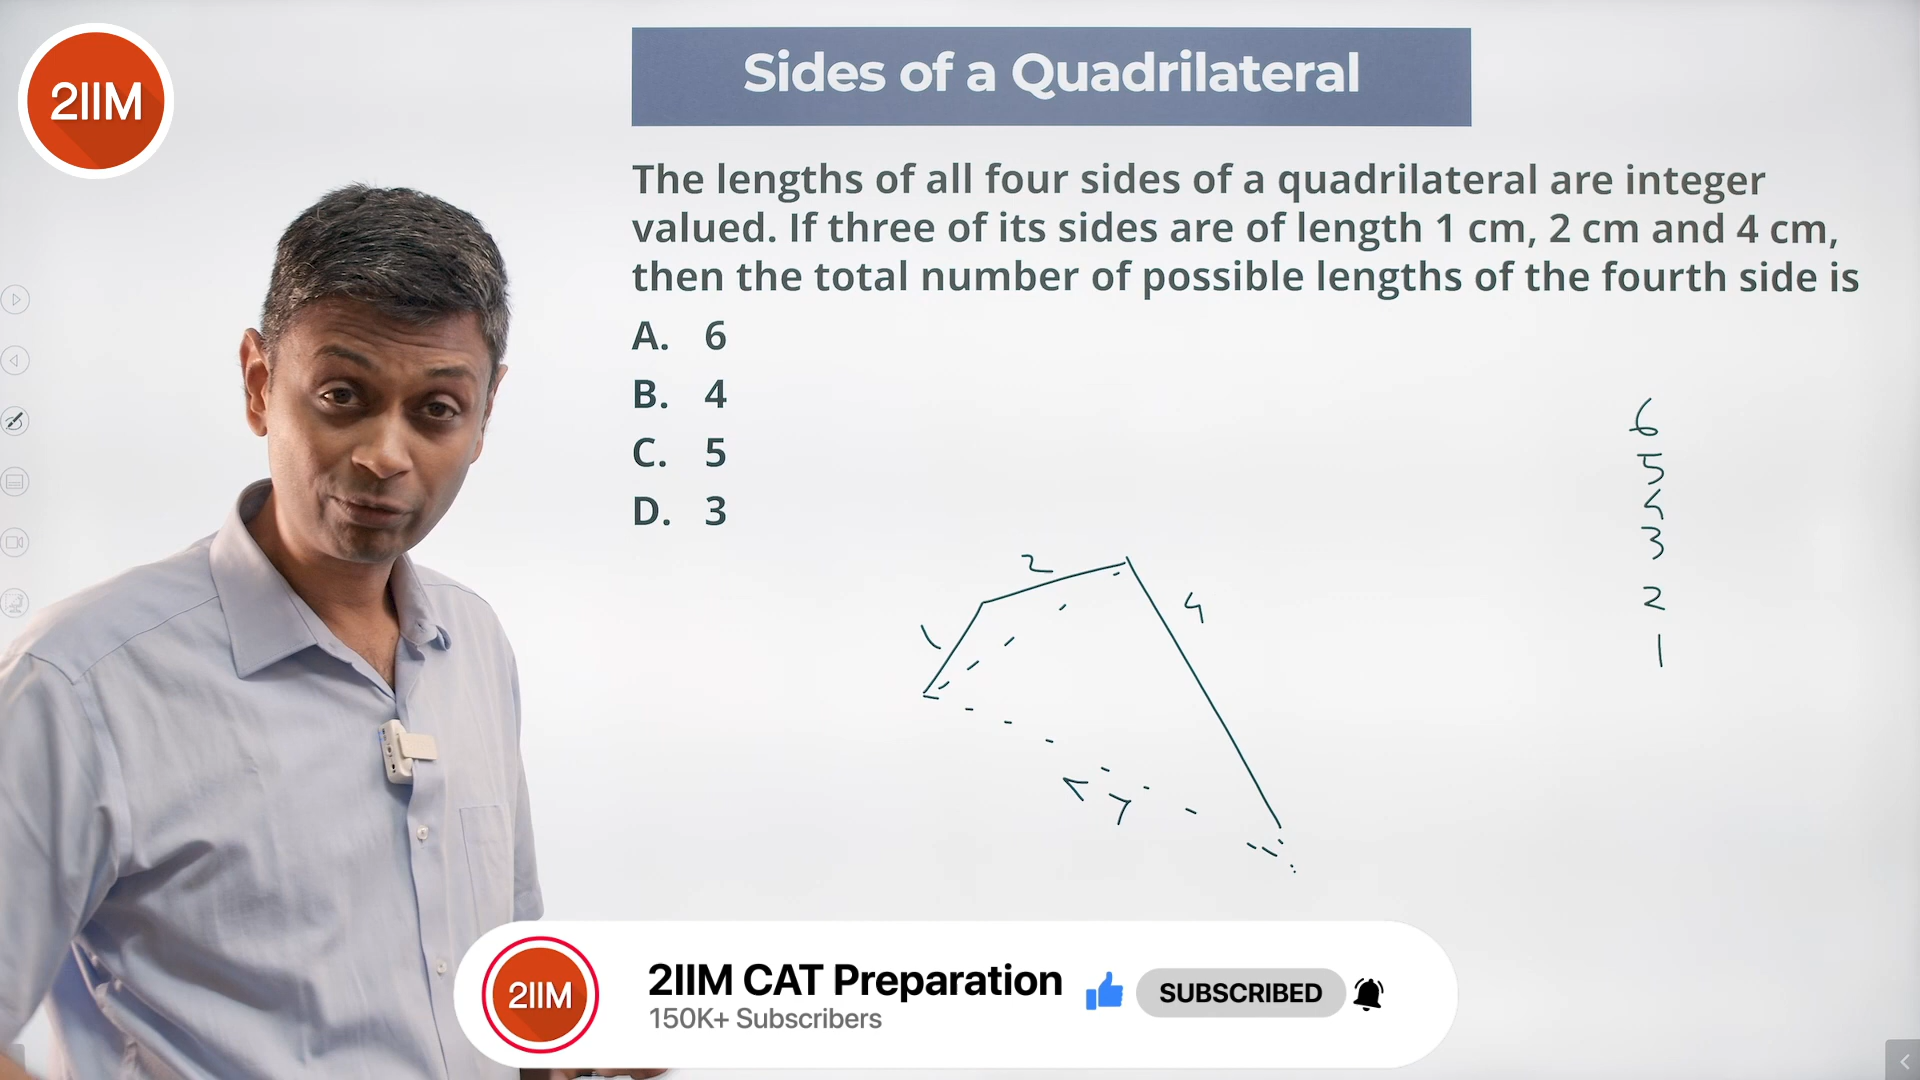 2IIM
Sides of a Quadrilateral
The lengths of all four sides of a quadrilateral are integer
valued. If three of its sides are of length 1 cm, 2 cm and 4 cm,
then the total number of possible lengths of the fourth side is
A. 6
B. 4
C. 5
D. 3
6
5
4
3
2
1
2
1
4
< 7
2IIM
2IIM CAT Preparation
150K+ Subscribers
SUBSCRIBED